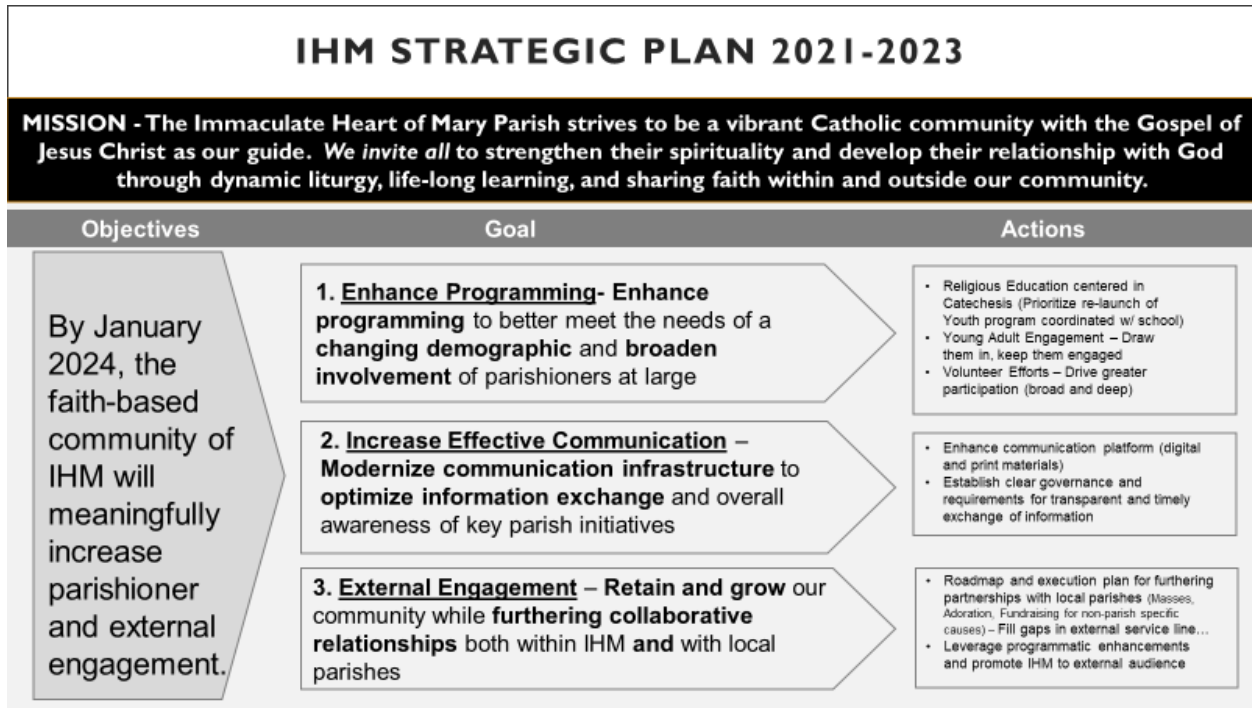 IHM STRATEGIC PLAN 2021-2023
MISSION - The Immaculate Heart of Mary Parish strives to be a vibrant Catholic community with the Gospel of
Jesus Christ as our guide. We invite all to strengthen their spirituality and develop their relationship with God
through dynamic liturgy, life-long learning, and sharing faith within and outside our community.
Objectives
Goal
Actions
By January
2024, the
faith-based
community of
IHM will
meaningfully
increase
parishioner
and external
engagement.
1. Enhance Programming- Enhance
programming to better meet the needs of a
changing demographic and broaden
involvement of parishioners at large
• Religious Education centered in
Catechesis (Prioritize re-launch of
Youth program coordinated w/ school)
• Young Adult Engagement – Draw
them in, keep them engaged
• Volunteer Efforts – Drive greater
participation (broad and deep)
2. Increase Effective Communication –
Modernize communication infrastructure to
optimize information exchange and overall
awareness of key parish initiatives
• Enhance communication platform (digital
and print materials)
• Establish clear governance and
requirements for transparent and timely
exchange of information
3. External Engagement – Retain and grow our
community while furthering collaborative
relationships both within IHM and with local
parishes
• Roadmap and execution plan for furthering
partnerships with local parishes (Masses,
Adoration, Fundraising for non-parish specific
causes) – Fill gaps in external service line…
• Leverage programmatic enhancements
and promote IHM to external audience